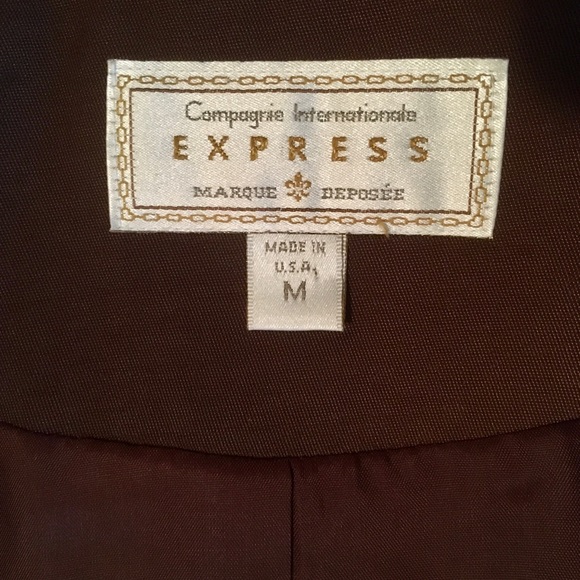 Compagnie Internationale
EXPRESS
MARQUE DEPOSÉE
MADE IN
U.S.A.
M